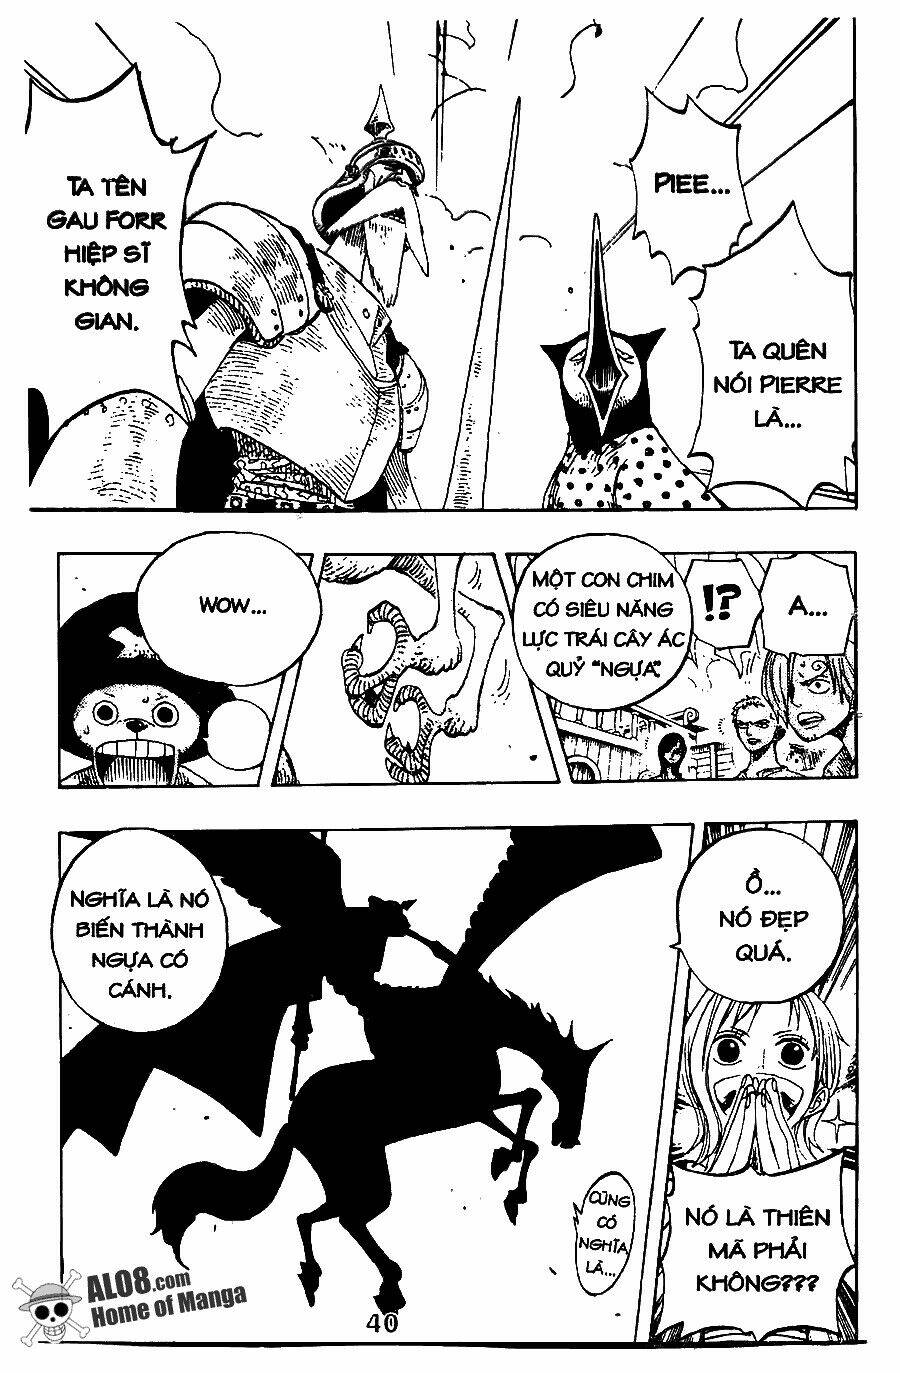 PIEE...
TA QUÊN
NÓI PIERRE
LÀ...
TA TÊN
GAU FORR
HIỆP SĨ
KHÔNG
GIAN.
A...
!?
MỘT CON CHIM
CÓ SIÊU NĂNG
LỰC TRÁI CÂY ÁC
QUỶ "NGỰA".
WOW...
Ồ...
NÓ ĐẸP
QUÁ.
NÓ LÀ THIÊN
MÃ PHẢI
KHÔNG???
NGHĨA LÀ NÓ
BIẾN THÀNH
NGỰA CÓ
CÁNH.
CŨNG
CÓ
NGHĨA
LÀ...
AL08.com
Home of Manga
40